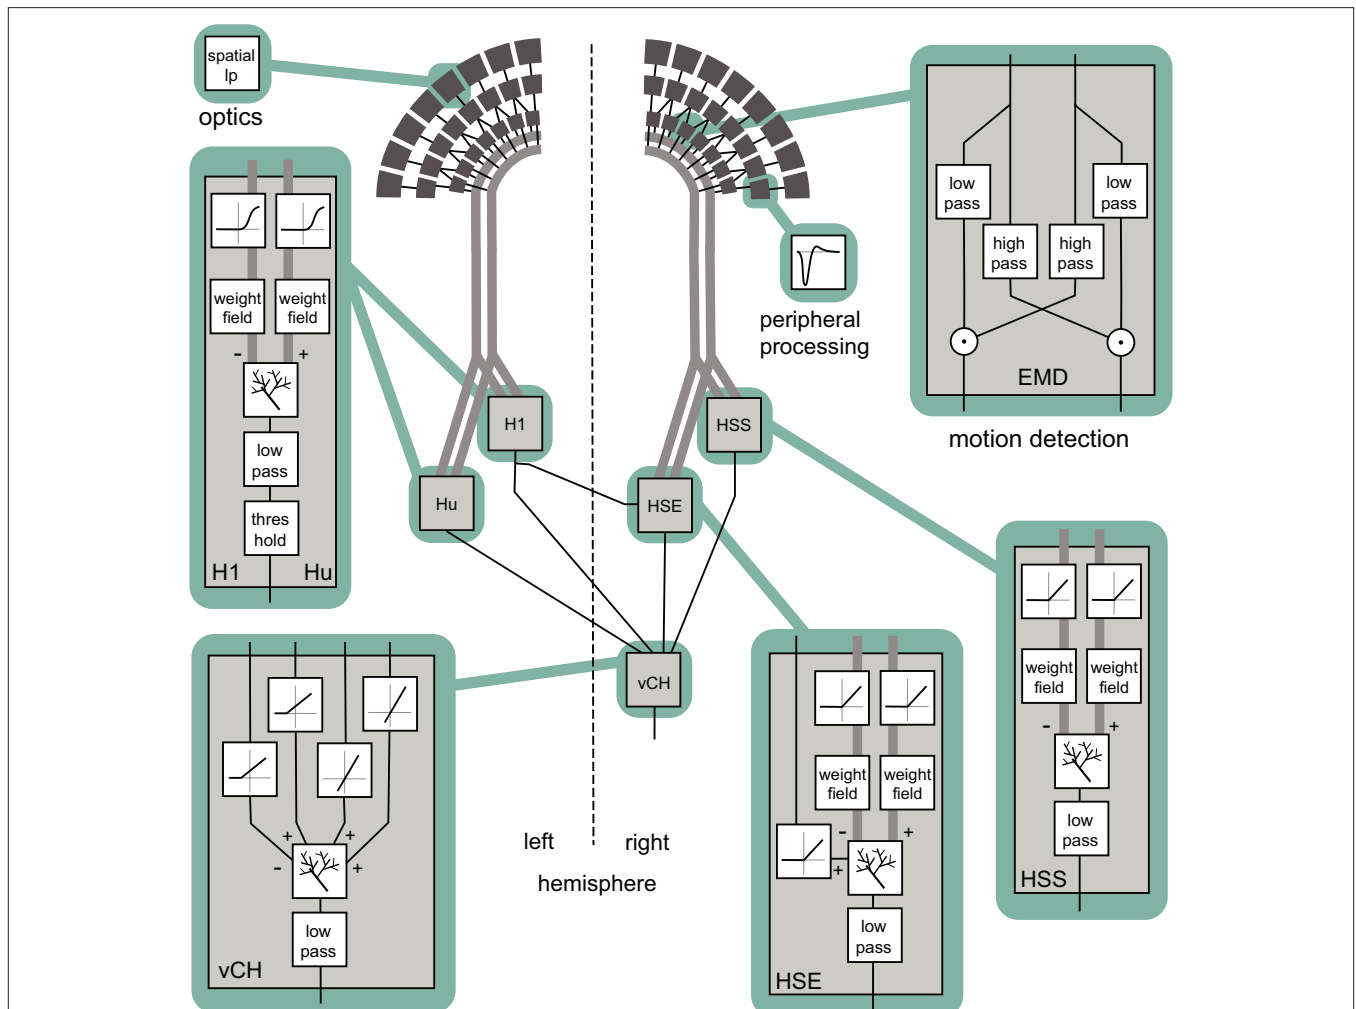 spatial
lp
optics
weight
field
weight
field
-
+
low
pass
thres
hold
H1
Hu
H1
Hu
HSS
HSE
vCH
peripheral
processing
low
pass
low
pass
high
pass
high
pass
EMD
motion detection
+
+
-
+
low
pass
vCH
left
right
hemisphere
weight
field
weight
field
-
+
+
low
pass
HSE
weight
field
weight
field
-
+
low
pass
HSS